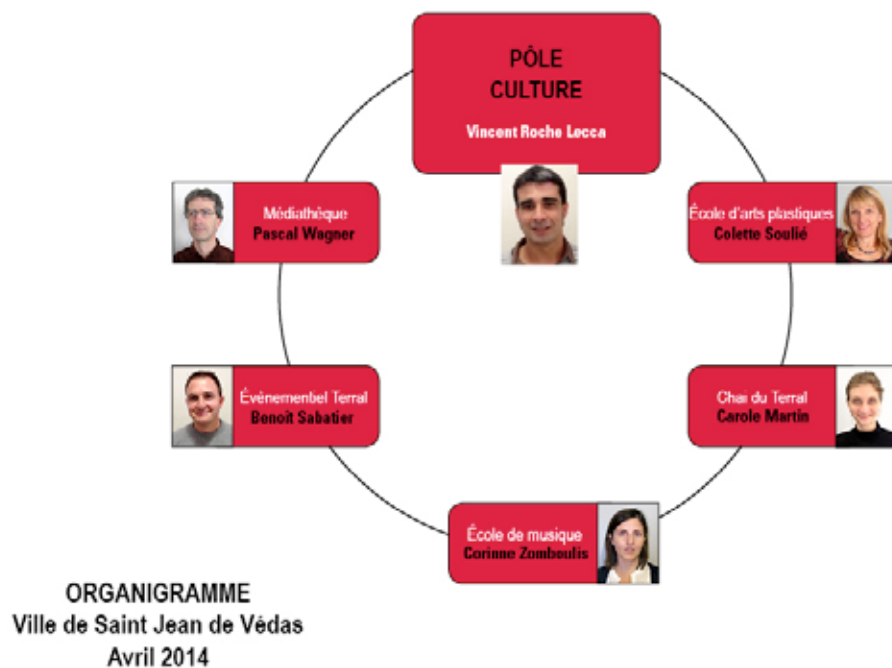 PÔLE
CULTURE
Vincent Roche Lecca
Médiathèque
Pascal Wagner
École d'arts plastiques
Colette Soulié
Événementiel Terral
Benoit Sabatier
Chai du Terral
Carole Martin
École de musique
Corinne Zomboulis
ORGANIGRAMME
Ville de Saint Jean de Védas
Avril 2014